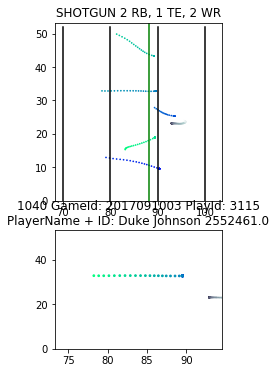 SHOTGUN 2 RB, 1 TE, 2 WR
50
40
30
20
10
0
70 80 90 100
1040 GameId: 2017091003 PlayId: 3115
PlayerName + ID: Duke Johnson 2552461.0
40
20
0
75 80 85 90